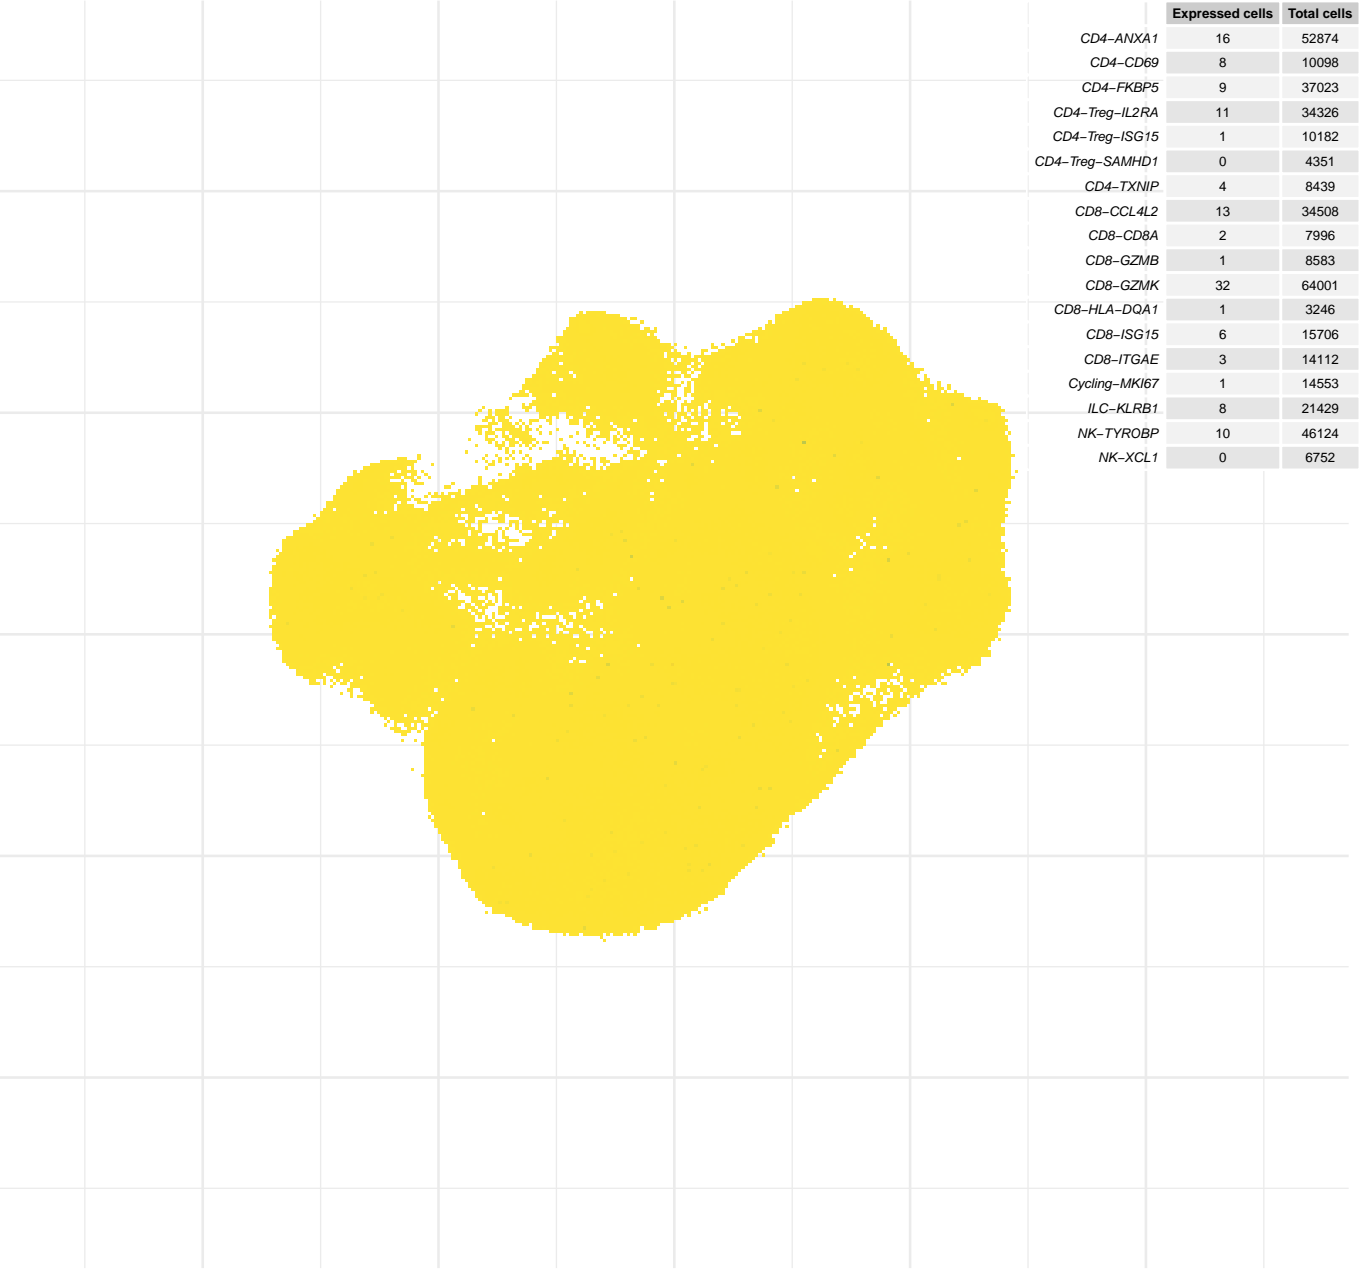 Expressed cells Total cells
CD4−ANXA1 16 52874
CD4−CD69 8 10098
CD4−FKBP5 9 37023
CD4−Treg−IL2RA 11 34326
CD4−Treg−ISG15 1 10182
CD4−Treg−SAMHD1 0 4351
CD4−TXNIP 4 8439
CD8−CCL4L2 13 34508
CD8−CD8A 2 7996
CD8−GZMB 1 8583
CD8−GZMK 32 64001
CD8−HLA−DQA1 1 3246
CD8−ISG15 6 15706
CD8−ITGAE 3 14112
Cycling−MKI67 1 14553
ILC−KLRB1 8 21429
NK−TYROBP 10 46124
NK−XCL1 0 6752